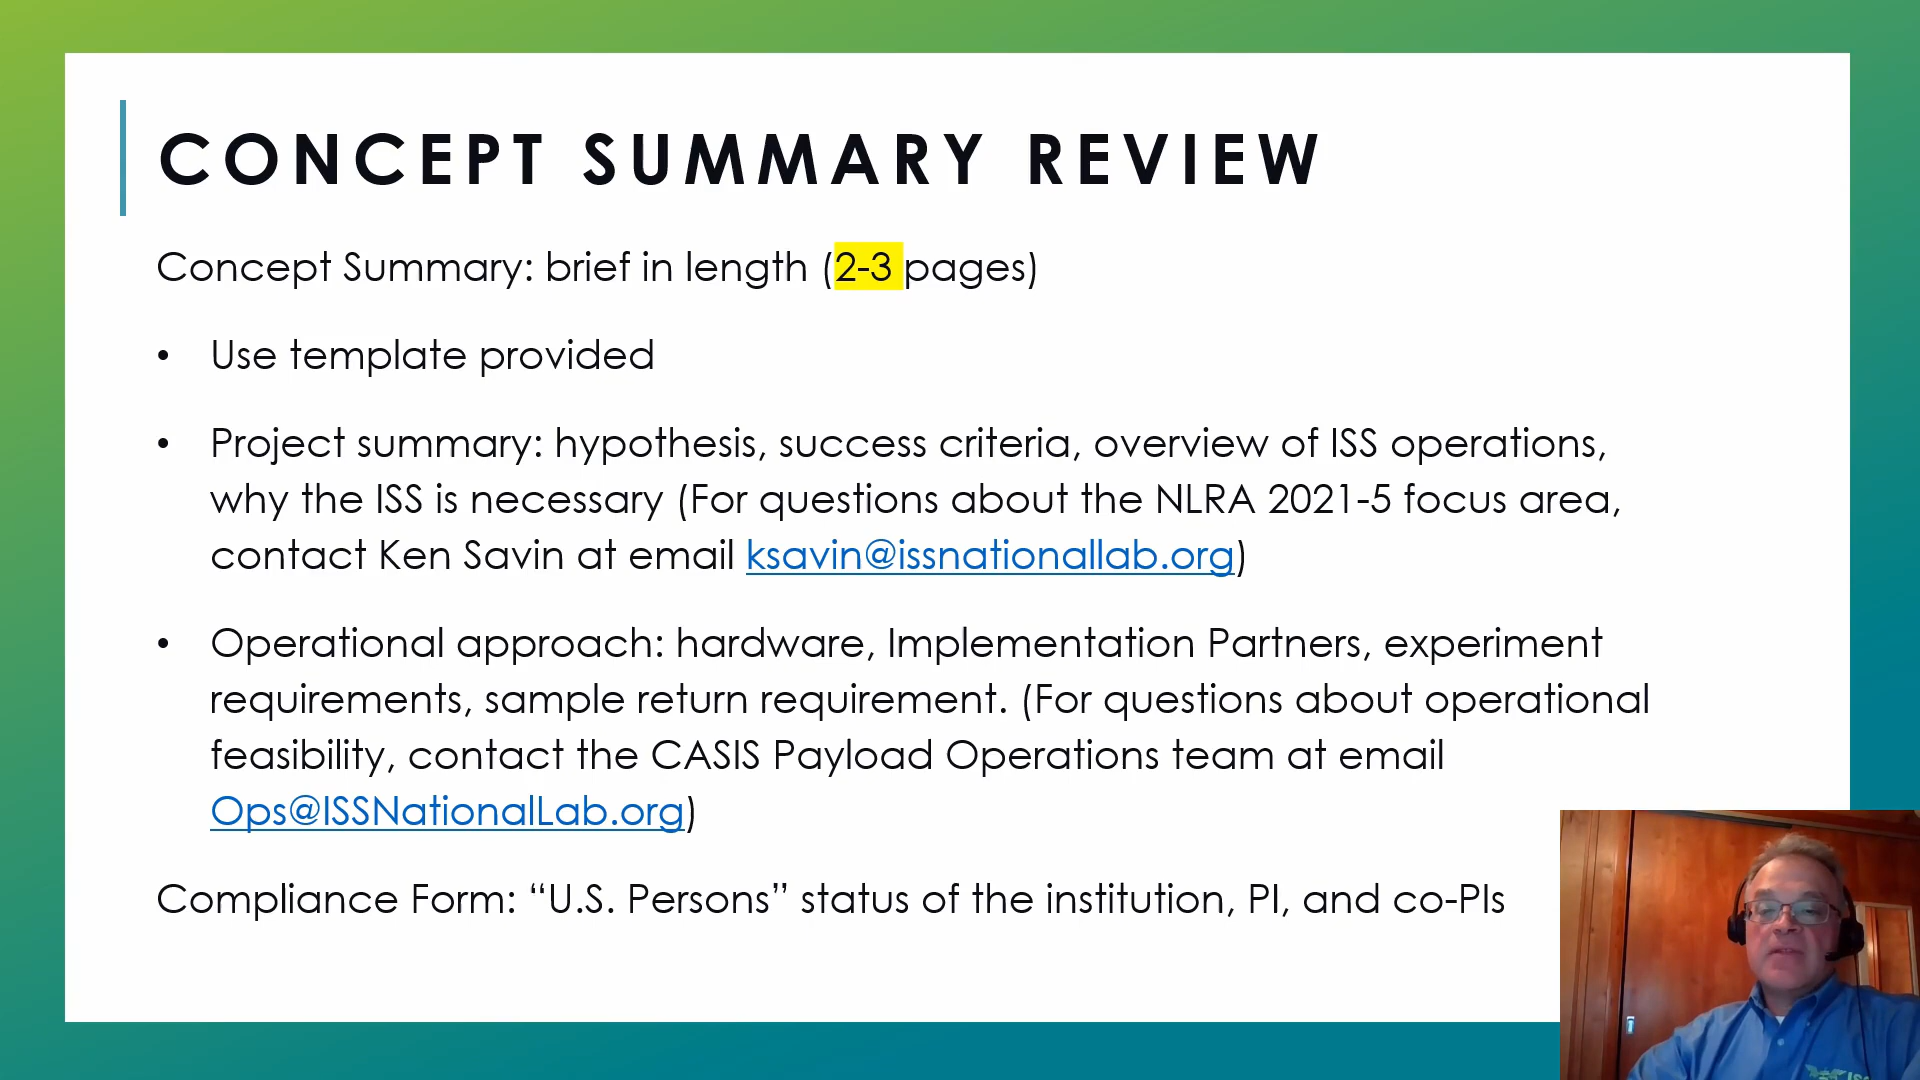 CONCEPT SUMMARY REVIEW
Concept Summary: brief in length (2-3 pages)
• Use template provided
• Project summary: hypothesis, success criteria, overview of ISS operations,
why the ISS is necessary (For questions about the NLRA 2021-5 focus area,
contact Ken Savin at email ksavin@issnationallab.org)
• Operational approach: hardware, Implementation Partners, experiment
requirements, sample return requirement. (For questions about operational
feasibility, contact the CASIS Payload Operations team at email
Ops@ISSNationalLab.org)
Compliance Form: “U.S. Persons” status of the institution, PI, and co-PIs